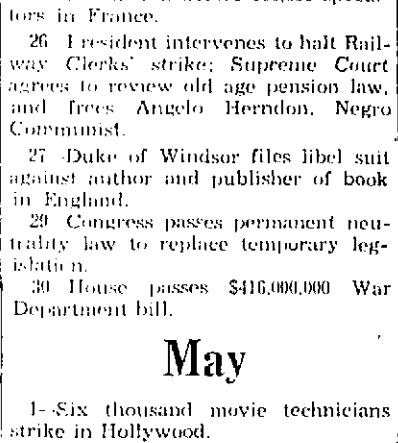 tors in France.
26 President intervenes to halt Rail-
way Clerks' strike; Supreme Court
agrees to review old age pension law,
and frees Angelo Herndon, Negro
Communist.
27 -Duke of Windsor files libel suit
against author and publisher of book
in England.
29 Congress passes permanent neu-
trality law to replace temporary leg-
islation.
30 House passes $416,000,000 War
Department bill.
May
1--Six thousand movie technicians
strike in Hollywood.